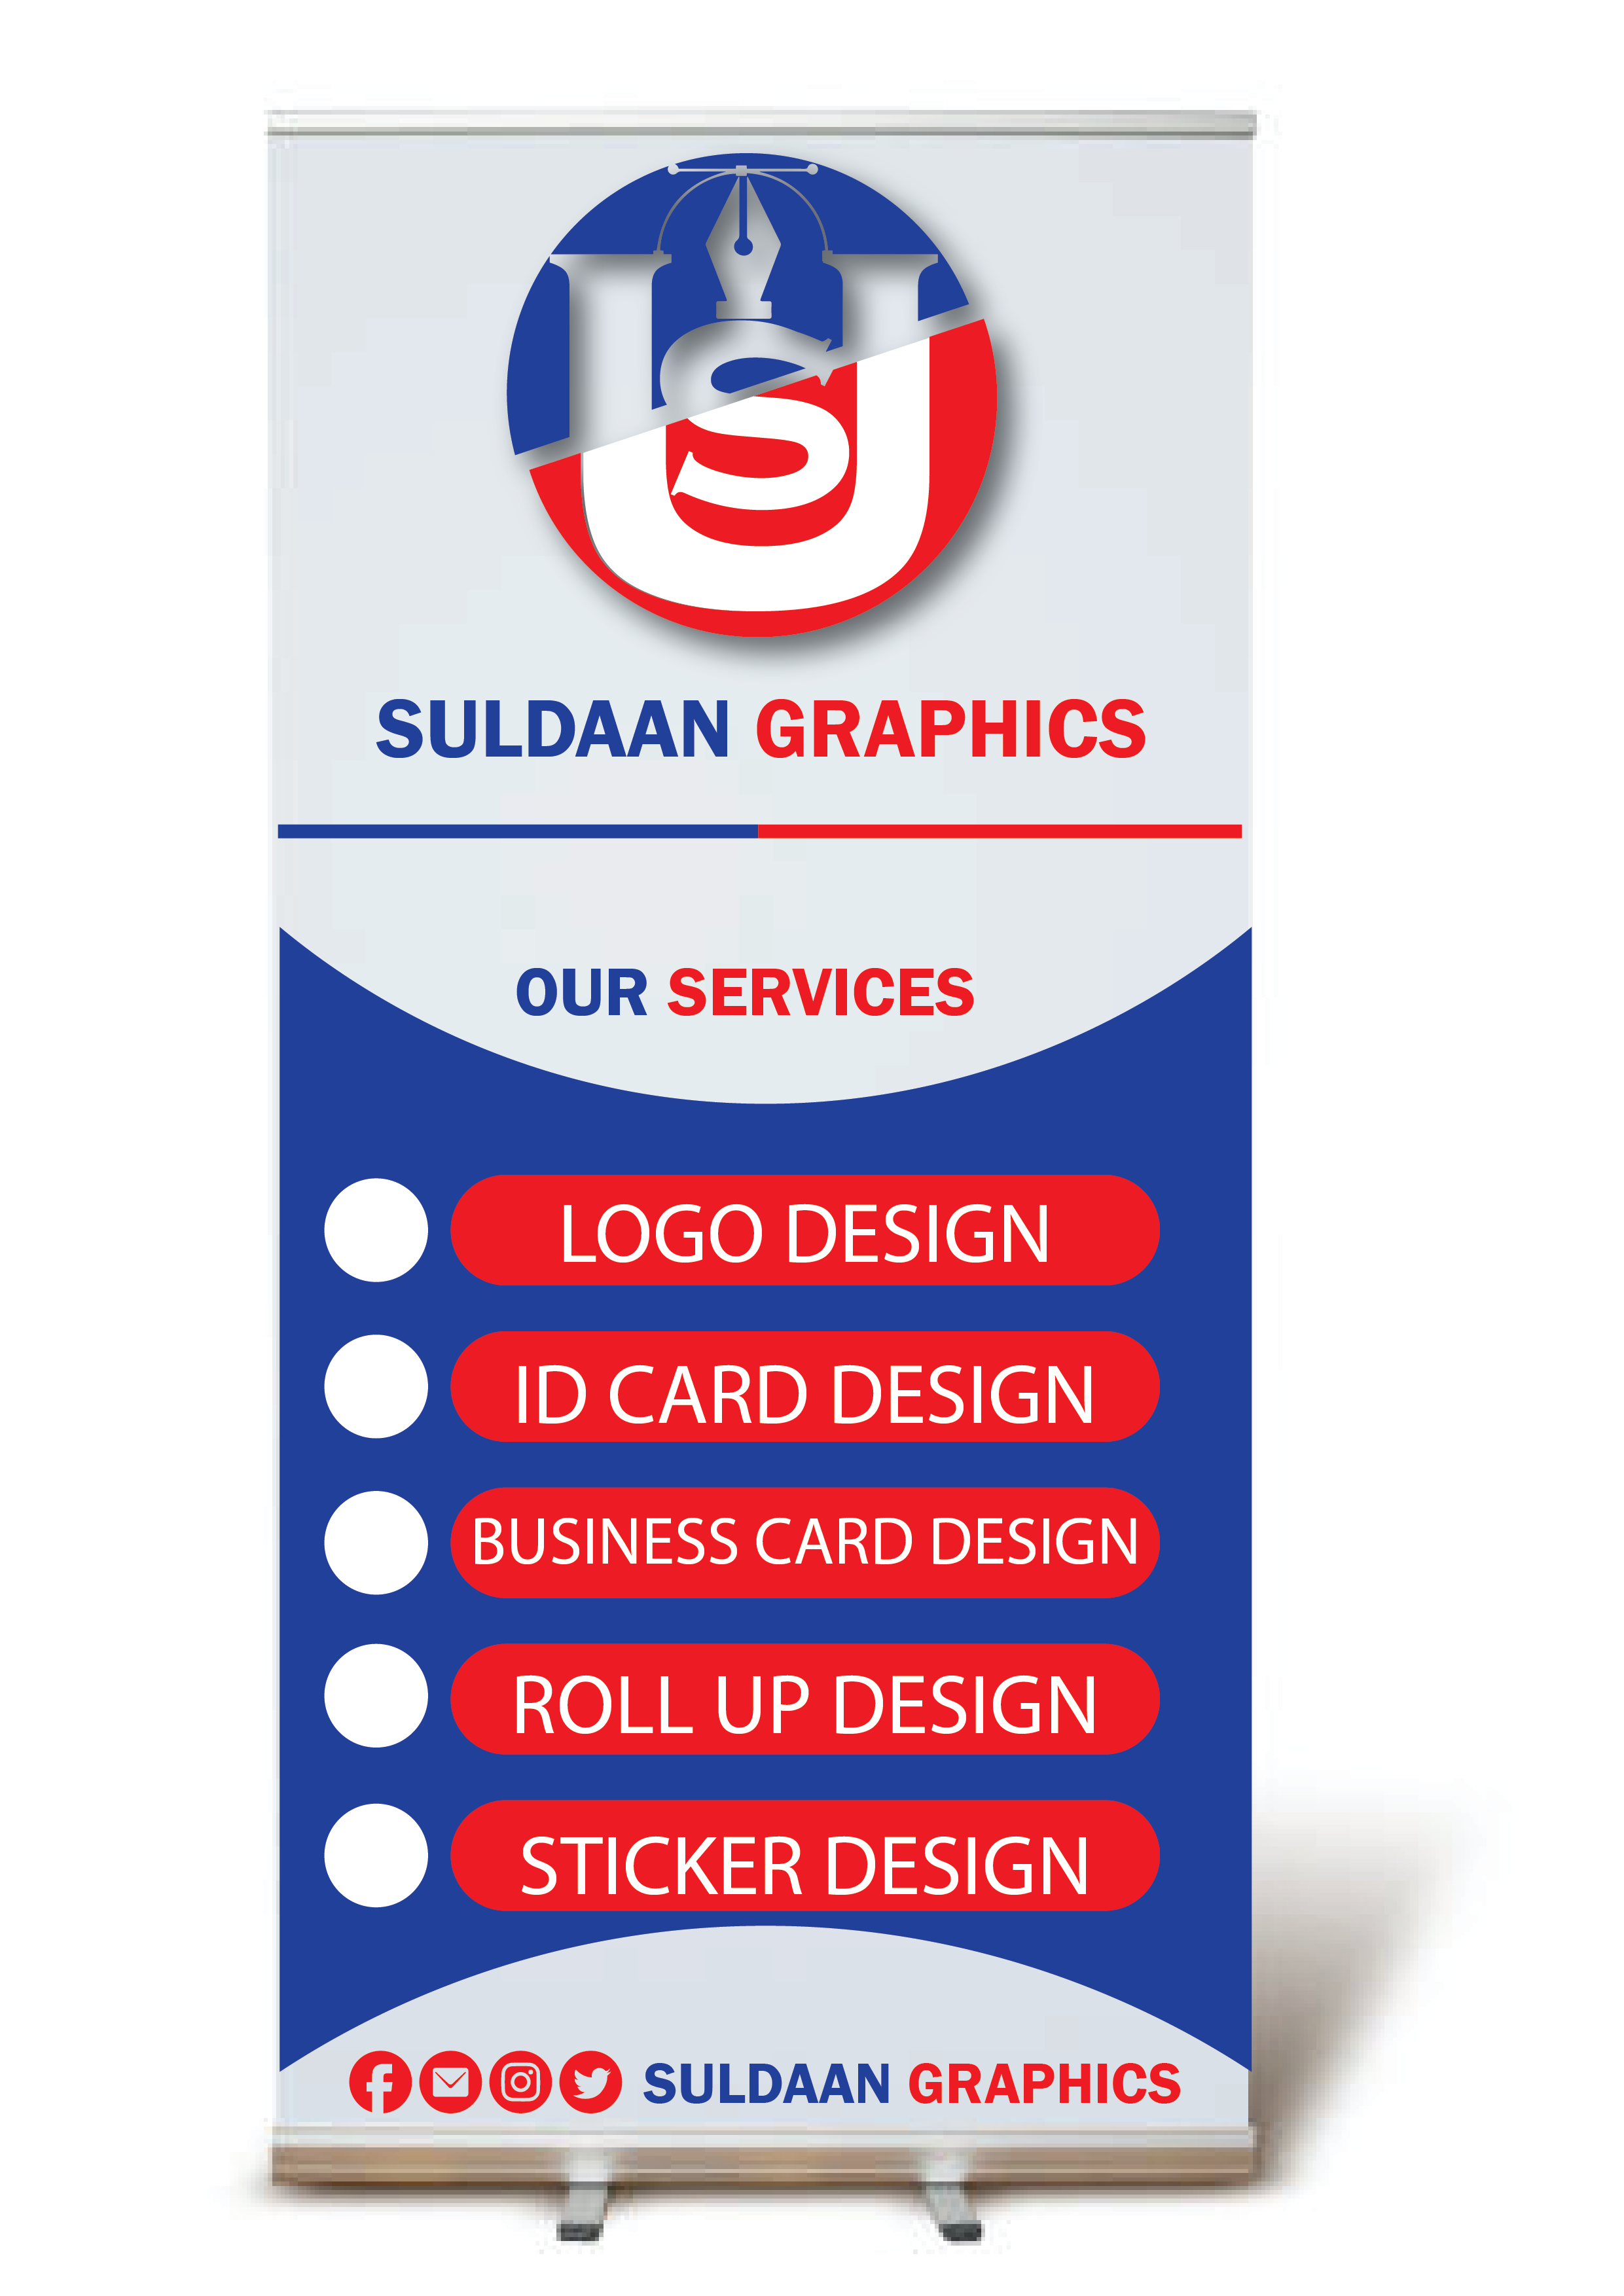 US
SULDAAN GRAPHICS
OUR SERVICES
LOGO DESIGN
ID CARD DESIGN
BUSINESS CARD DESIGN
ROLL UP DESIGN
STICKER DESIGN
SULDAAN GRAPHICS